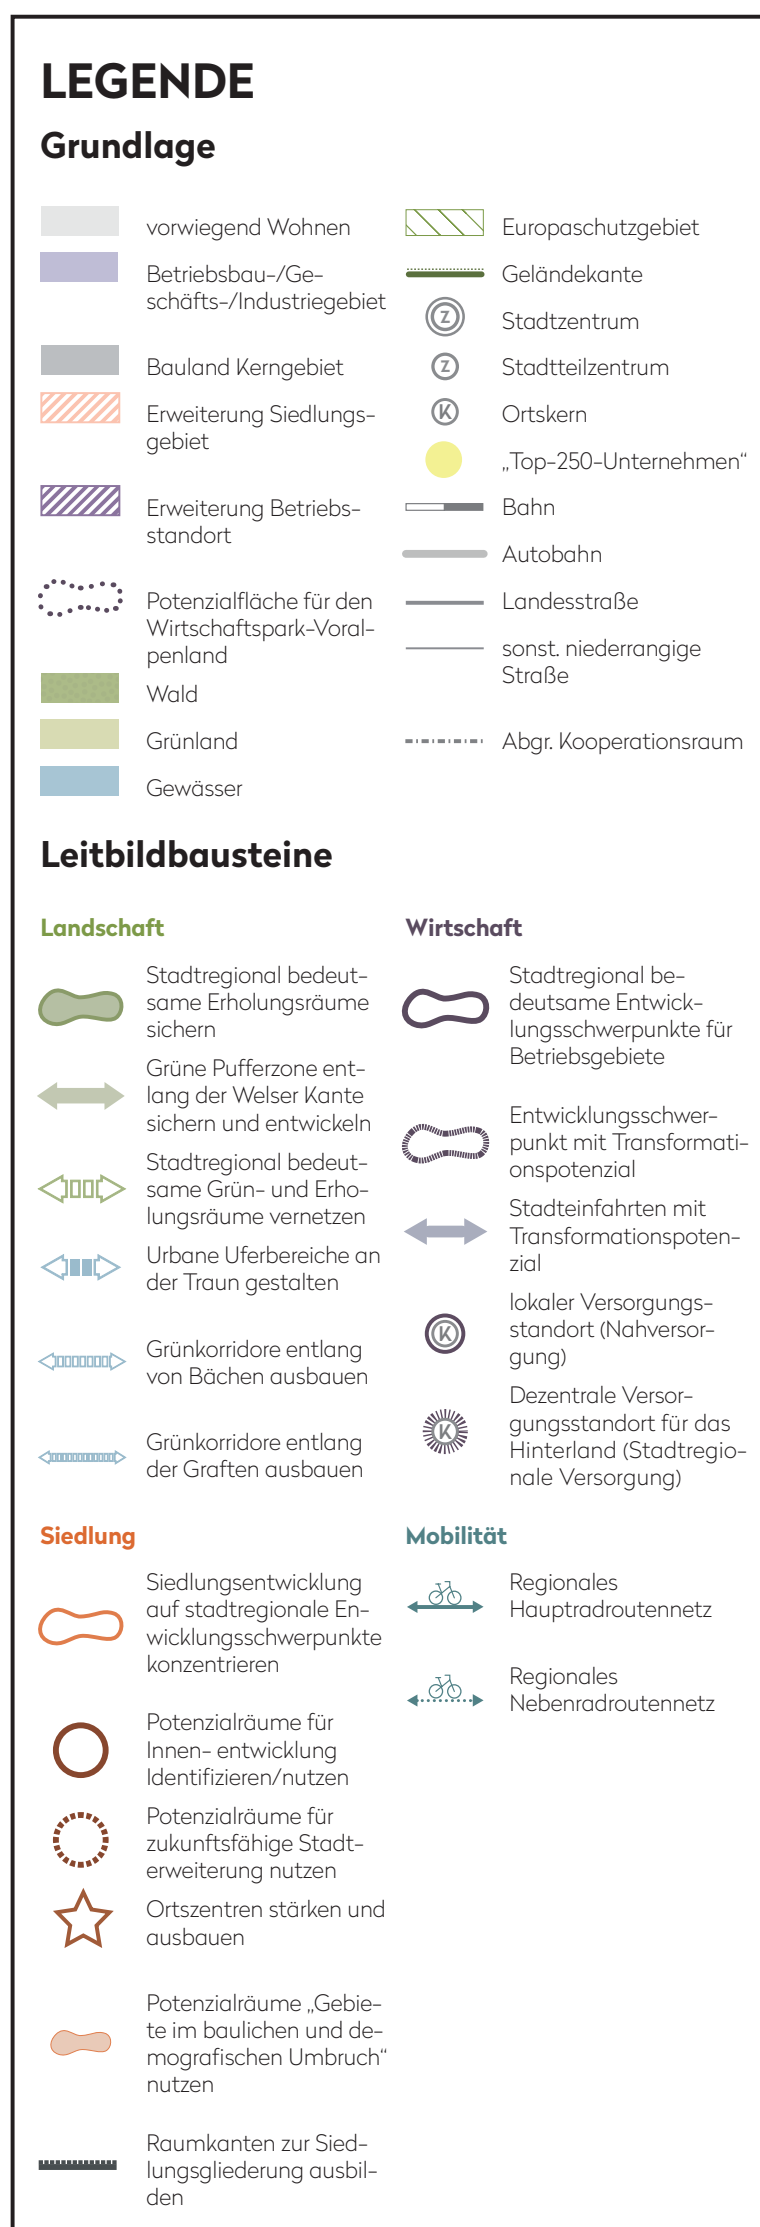 LEGENDE
Grundlage
vorwiegend Wohnen
Betriebsbau-/Ge-
schäfts-/Industriegebiet
Bauland Kerngebiet
Erweiterung Siedlungs-
gebiet
Erweiterung Betriebs-
standort
Potenzialfläche für den
Wirtschaftspark-Voral-
penland
Wald
Grünland
Gewässer
Europaschutzgebiet
Geländekante
Z
Stadtzentrum
Z
Stadtteilzentrum
K
Ortskern
„Top-250-Unternehmen“
Bahn
Autobahn
Landesstraße
sonst. niederrangige
Straße
Abgr. Kooperationsraum
Leitbildbausteine
Landschaft
Stadtregional bedeut-
same Erholungsräume
sichern
Grüne Pufferzone ent-
lang der Welser Kante
sichern und entwickeln
Stadtregional bedeut-
same Grün- und Erho-
lungsräume vernetzen
Urbane Uferbereiche an
der Traun gestalten
Grünkorridore entlang
von Bächen ausbauen
Grünkorridore entlang
der Graften ausbauen
Wirtschaft
Stadtregional be-
deutsame Entwick-
lungsschwerpunkte für
Betriebsgebiete
Entwicklungsschwer-
punkt mit Transformati-
onspotenzial
Stadteinfahrten mit
Transformationspoten-
zial
K
lokaler Versorgungs-
standort (Nahversor-
gung)
K
Dezentrale Versor-
gungsstandort für das
Hinterland (Stadtregio-
nale Versorgung)
Siedlung
Siedlungsentwicklung
auf stadtregionale En-
wicklungsschwerpunkte
konzentrieren
Potenzialräume für
Innen- entwicklung
Identifizieren/nutzen
Potenzialräume für
zukunftsfähige Stadt-
erweiterung nutzen
Ortszentren stärken und
ausbauen
Potenzialräume „Gebie-
te im baulichen und de-
mografischen Umbruch“
nutzen
Raumkanten zur Sied-
lungsgliederung ausbil-
den
Mobilität
Regionales
Hauptradroutennetz
Regionales
Nebenradroutennetz